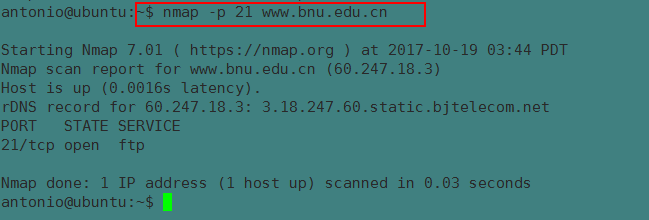 antonio@ubuntu:~$ nmap -p 21 www.bnu.edu.cn
Starting Nmap 7.01 ( https://nmap.org ) at 2017-10-19 03:44 PDT
Nmap scan report for www.bnu.edu.cn (60.247.18.3)
Host is up (0.0016s latency).
rDNS record for 60.247.18.3: 3.18.247.60.static.bjtelecom.net
PORT   STATE SERVICE
21/tcp open  ftp
Nmap done: 1 IP address (1 host up) scanned in 0.03 seconds
antonio@ubuntu:~$